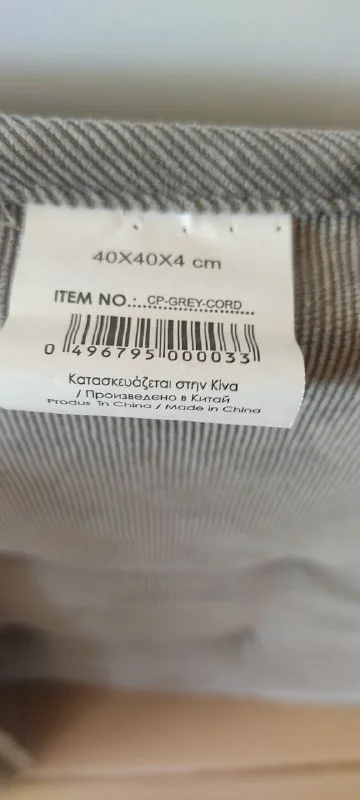 40X40X4 cm
ITEM NO.: CP-GREY-CORD
0 496795 000033
Κατασκευάζεται στην Κίνα
/ Произведено в Китай
Produs în China / Made in China